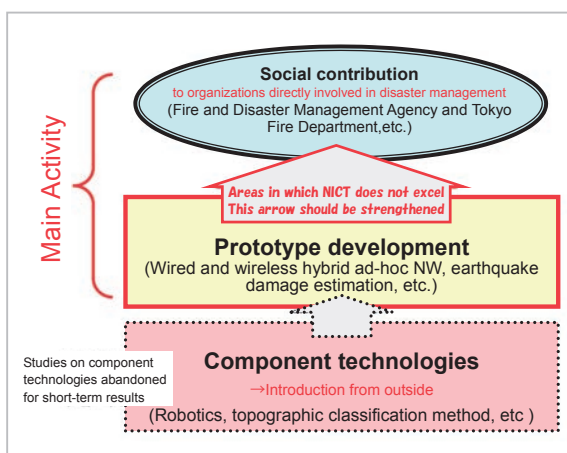 Main Activity
Social contribution
to organizations directly involved in disaster management
(Fire and Disaster Management Agency and Tokyo
Fire Department,etc.)
Areas in which NICT does not excel
This arrow should be strengthened
Prototype development
(Wired and wireless hybrid ad-hoc NW, earthquake
damage estimation, etc.)
Studies on component
technologies abandoned
for short-term results
Component technologies
→Introduction from outside
(Robotics, topographic classification method, etc )